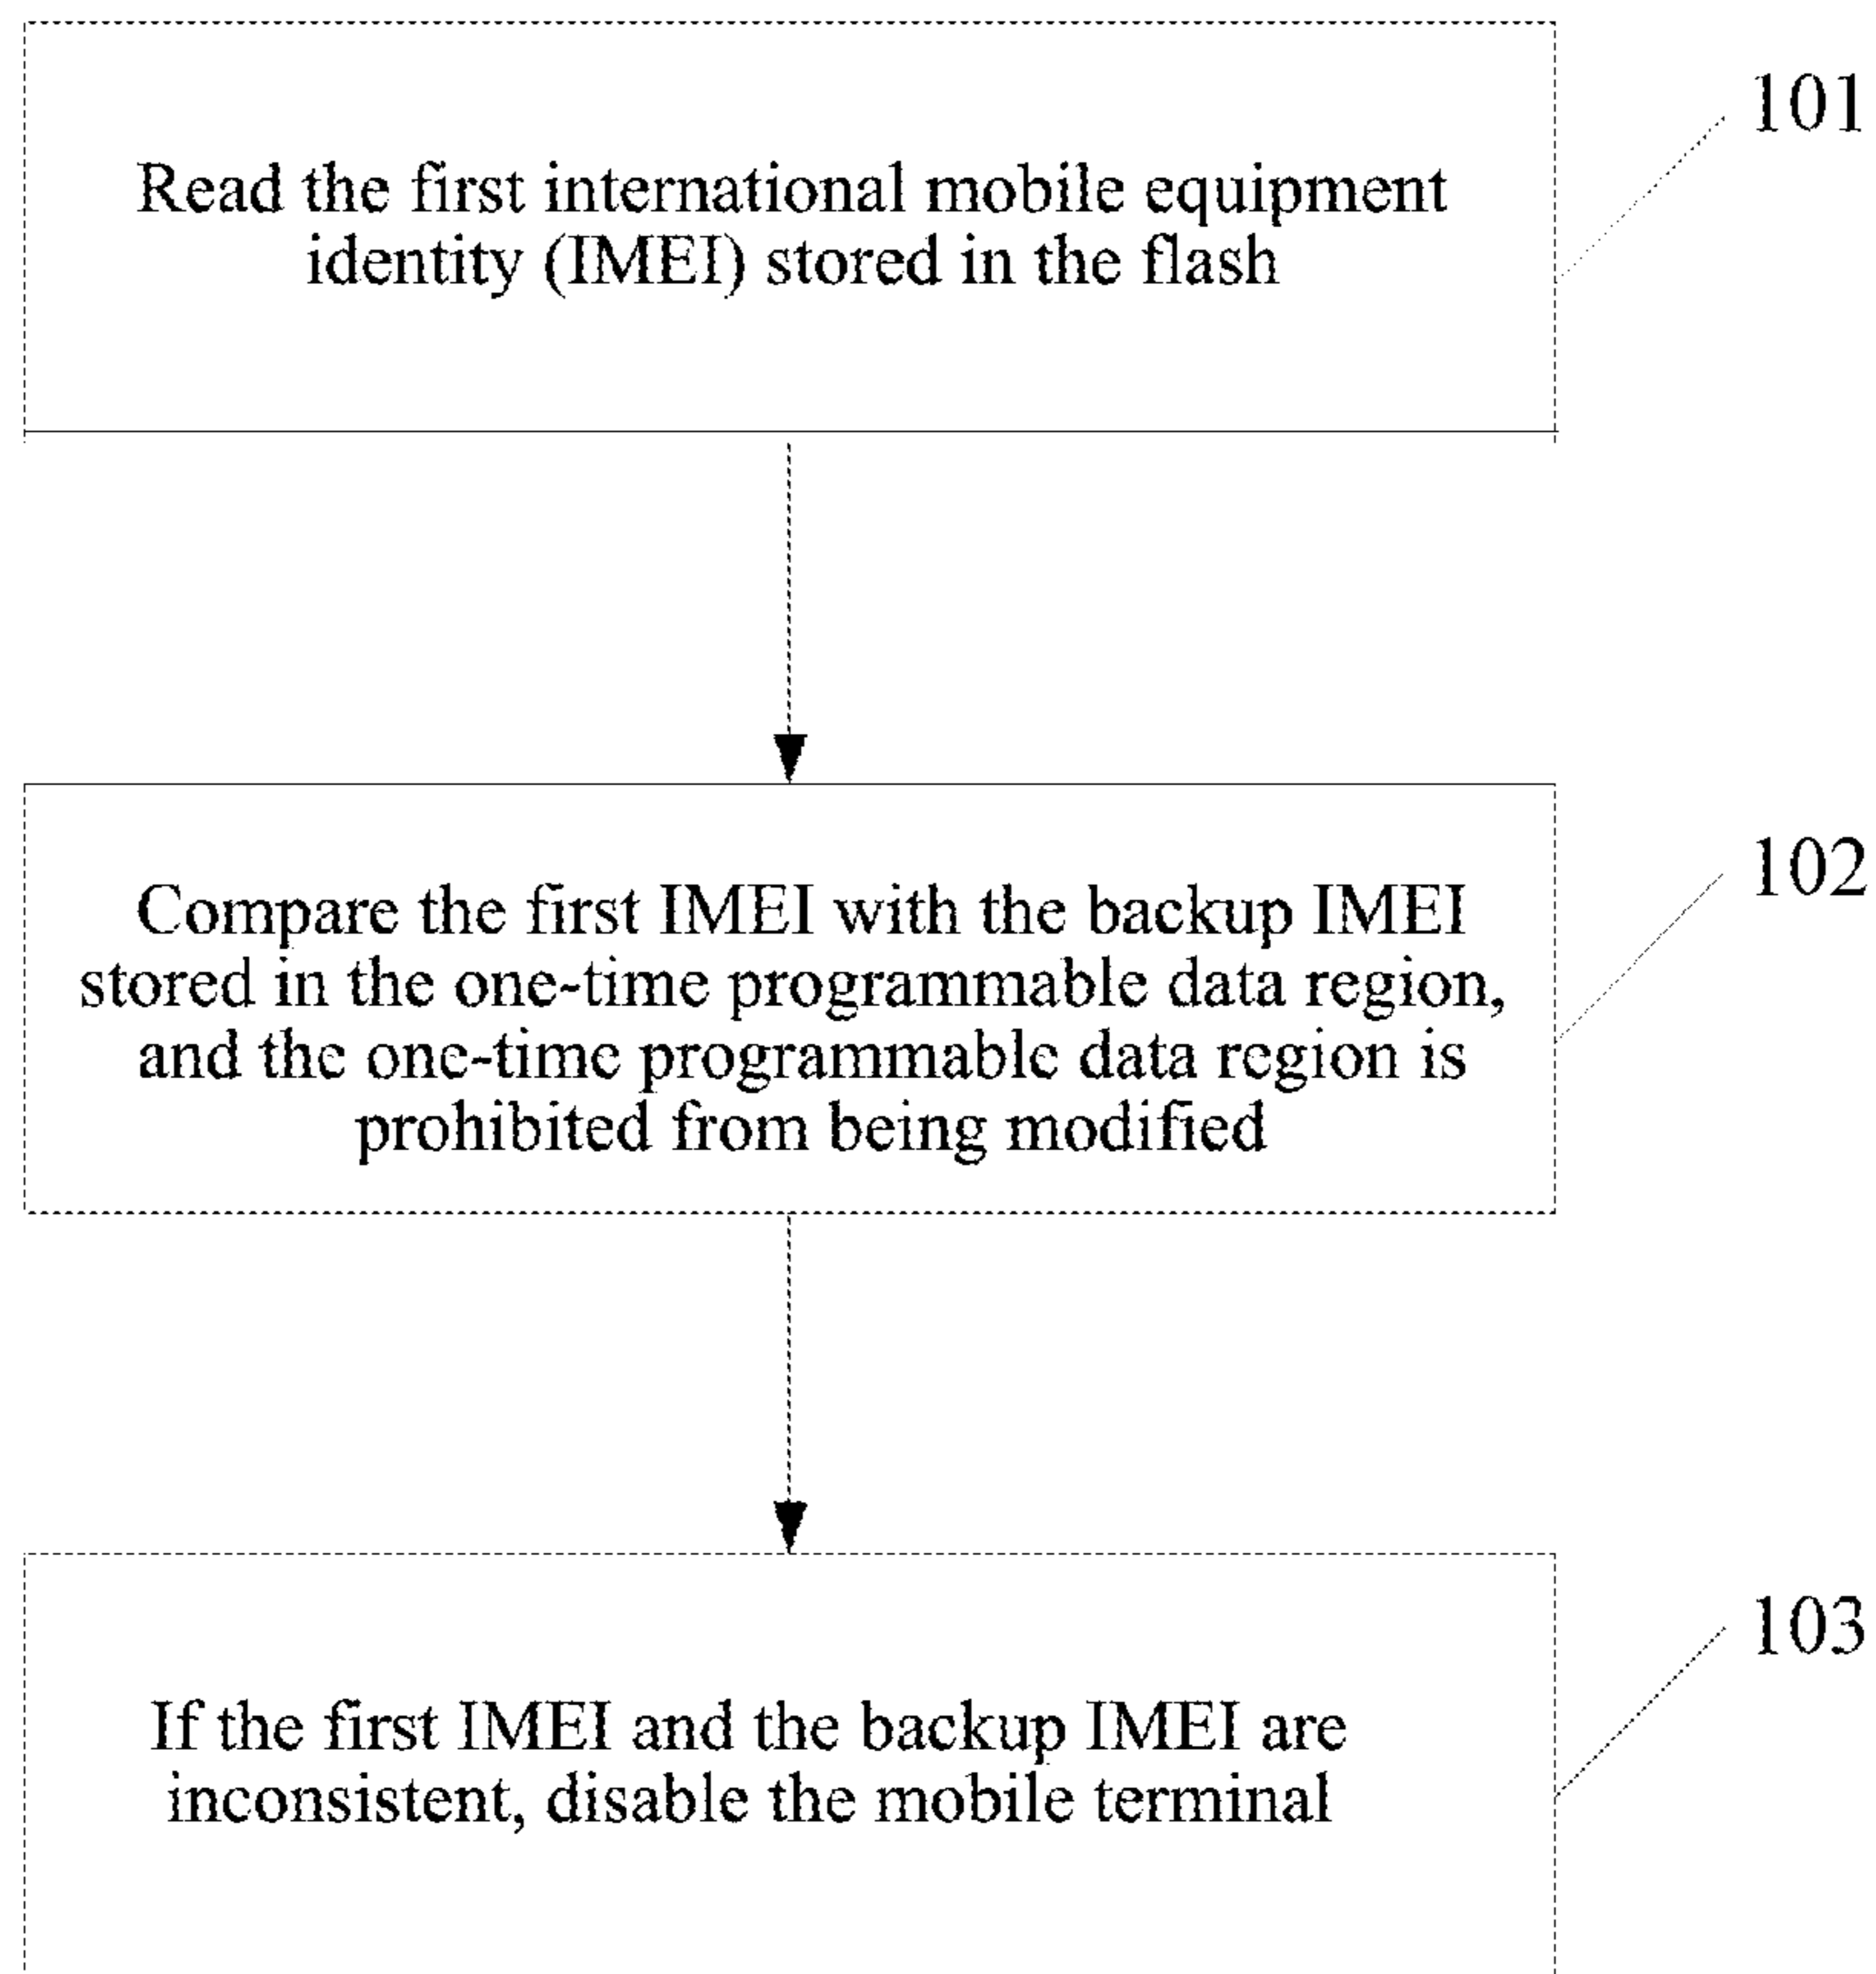 101
Read the first international mobile equipment
identity (IMEI) stored in the flash
102
Compare the first IMEI with the backup IMEI
stored in the one-time programmable data region,
and the one-time programmable data region is
prohibited from being modified
103
If the first IMEI and the backup IMEI are
inconsistent, disable the mobile terminal